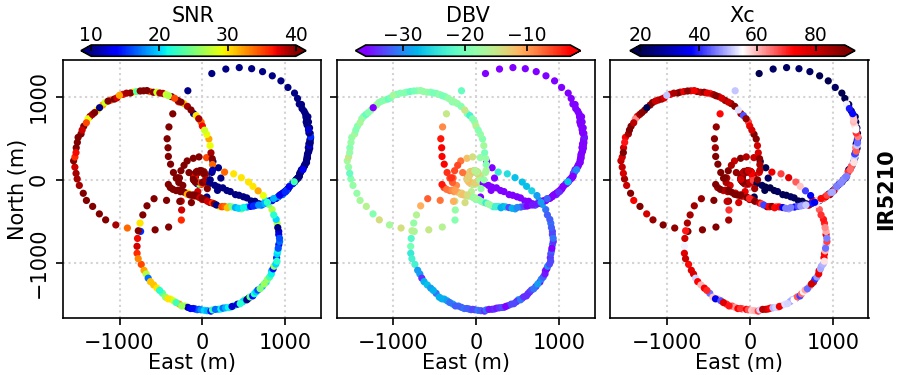 SNR DBV Xc
10 20 30 40 −30 −20 −10 20 40 60 80
North (m)
1000
0
−1000
−1000 0 1000 −1000 0 1000 −1000 0 1000
East (m) East (m) East (m)
IR5210